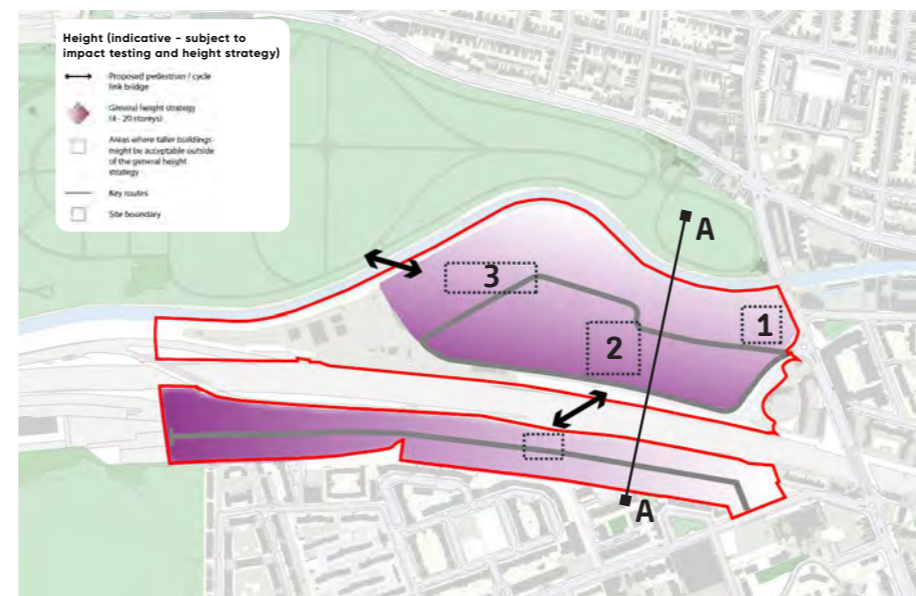 Height (indicative - subject to
impact testing and height strategy)
Proposed pedestrian / cycle
link bridge
General height strategy
(4 - 20 storeys)
Areas where taller buildings
might be acceptable outside
of the general height
strategy
Key routes
Site boundary
A
3
1
2
A